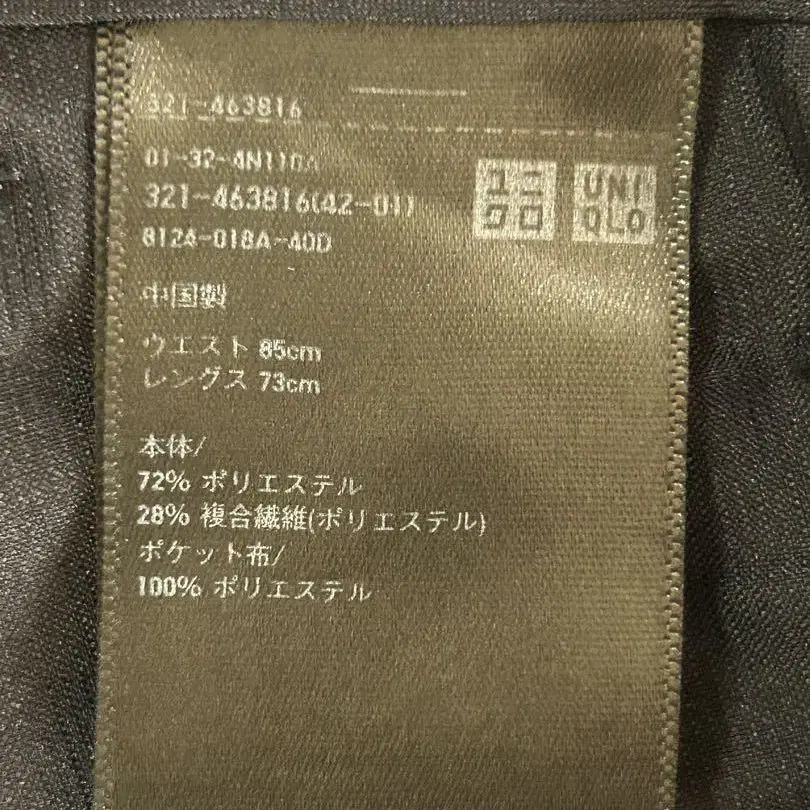 321-463816
01-32-4N110A
321-463816(42-01)
812A-018A-40D
ユニ
クロ
UNI
QLO
中国製
ウエスト 85cm
レングス 73cm
本体/
72% ポリエステル
28% 複合繊維(ポリエステル)
ポケット布/
100% ポリエステル